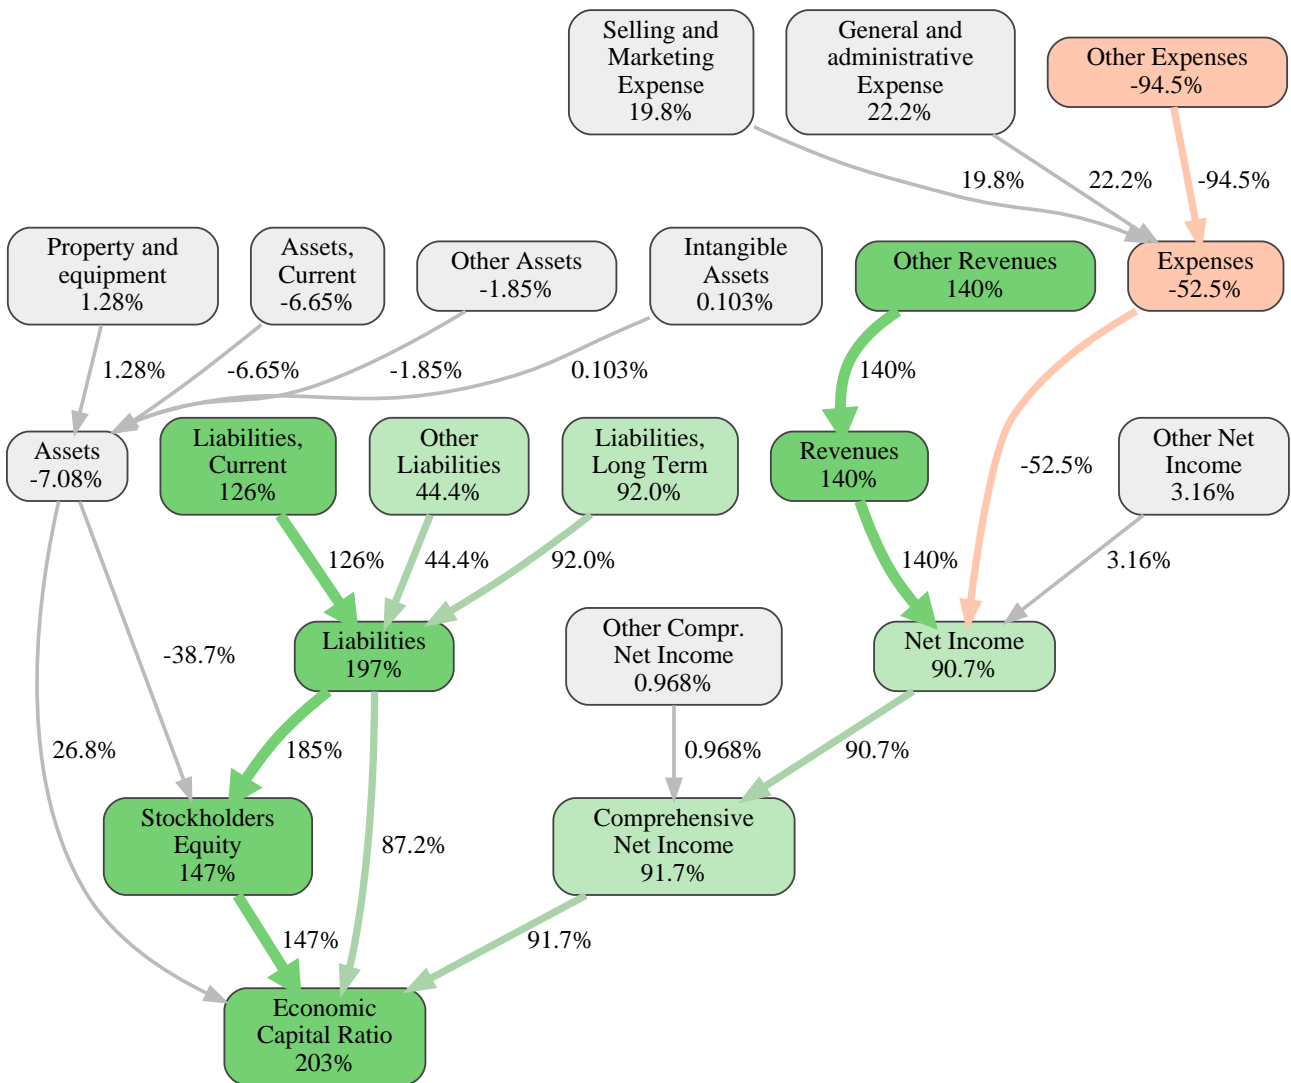 Selling and
Marketing
Expense
19.8%
General and
administrative
Expense
22.2%
Other Expenses
-94.5%
19.8%
22.2%
-94.5%
Property and
equipment
1.28%
Assets,
Current
-6.65%
Other Assets
-1.85%
Intangible
Assets
0.103%
Other Revenues
140%
Expenses
-52.5%
1.28%
-6.65%
-1.85%
0.103%
140%
Assets
-7.08%
Liabilities,
Current
126%
Other
Liabilities
44.4%
Liabilities,
Long Term
92.0%
Revenues
140%
-52.5%
Other Net
Income
3.16%
126%
44.4%
92.0%
140%
3.16%
-38.7%
Liabilities
197%
Other Compr.
Net Income
0.968%
Net Income
90.7%
26.8%
185%
0.968%
90.7%
Stockholders
Equity
147%
87.2%
Comprehensive
Net Income
91.7%
147%
91.7%
Economic
Capital Ratio
203%